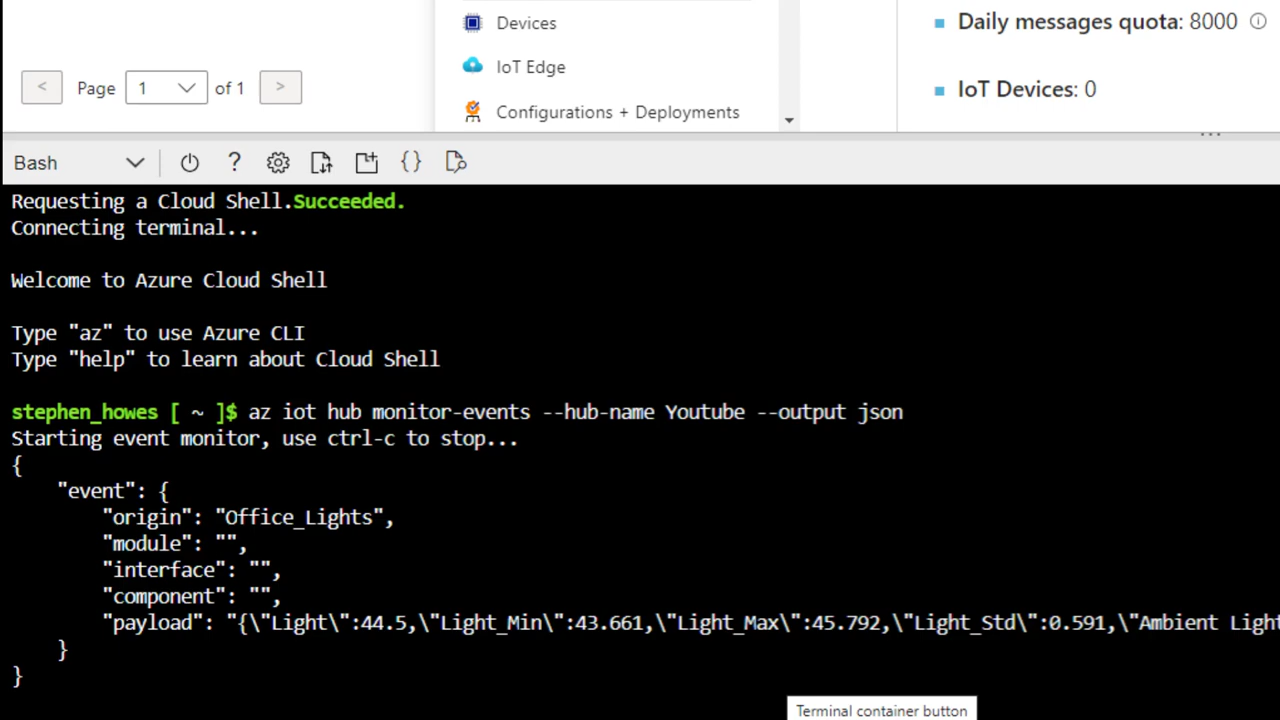 Devices
IoT Edge
Configurations + Deployments
< Page 1 of 1 >
Daily messages quota: 8000
IoT Devices: 0
Bash
Requesting a Cloud Shell.Succeeded.
Connecting terminal...
Welcome to Azure Cloud Shell
Type "az" to use Azure CLI
Type "help" to learn about Cloud Shell
stephen_howes [ ~ ]$ az iot hub monitor-events --hub-name Youtube --output json
Starting event monitor, use ctrl-c to stop...
{
"event": {
"origin": "Office_Lights",
"module": "",
"interface": "",
"component": "",
"payload": "{\"Light\":44.5,\"Light_Min\":43.661,\"Light_Max\":45.792,\"Light_Std\":0.591,\"Ambient Light
}
}
Terminal container button